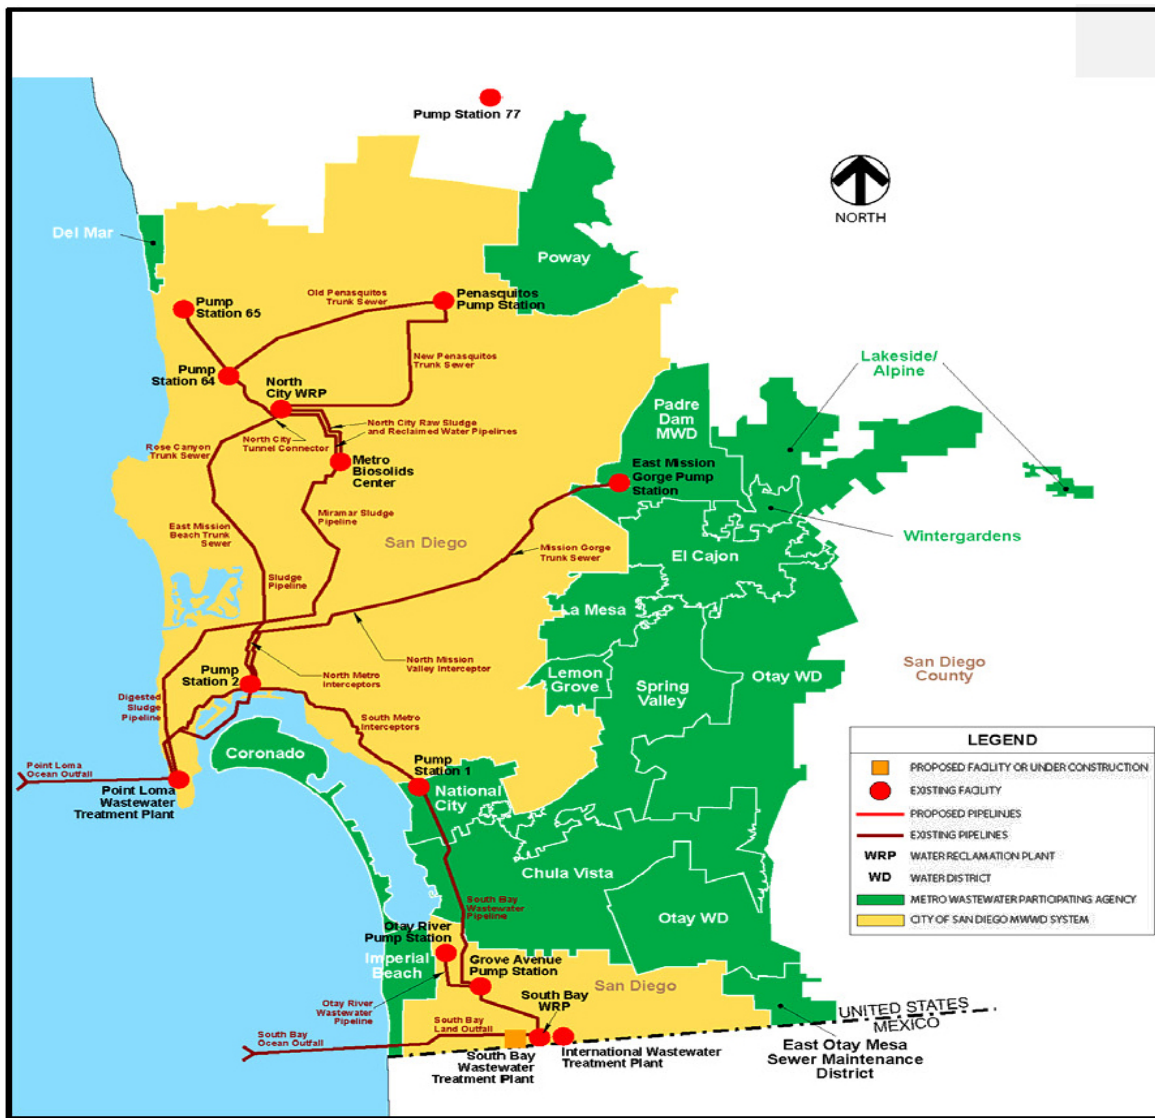 Pump Station 77
NORTH
Del Mar
Poway
Pump
Station 65
Old Penasquitos
Trunk Sewer
Penasquitos
Pump Station
Pump
Station 64
New Penasquitos
Trunk Sewer
North
City WRP
Lakeside/
Alpine
Padre
Dam
MWD
North City Raw Sludge
and Reclaimed Water Pipelines
Rose Canyon
Trunk Sewer
North City
Tunnel Connector
Metro
Biosolids
Center
East Mission
Gorge Pump
Station
Miramar Sludge
Pipeline
East Mission
Beach Trunk
Sewer
San Diego
Wintergardens
Mission Gorge
Trunk Sewer
El Cajon
Sludge
Pipeline
La Mesa
North Mission
Valley Interceptor
Pump
Station 2
North Metro
Interceptors
Lemon
Grove
Spring
Valley
Otay WD
San Diego
County
Digested
Sludge
Pipeline
South Metro
Interceptors
Coronado
Point Loma
Ocean Outfall
Point Loma
Wastewater
Treatment Plant
Pump
Station 1
National
City
LEGEND
PROPOSED FACILITY OR UNDER CONSTRUCTION
EXISTING FACILITY
PROPOSED PIPELINJES
EXISTING PIPELINES
WRP WATER RECLAMATION PLANT
WD WATER DISTRICT
METRO WASTEWATER PARTICIPATING AGENCY
CITY OF SAN DIEGO MWWD SYSTEM
Chula Vista
South Bay
Wastewater
Pipeline
Otay WD
Otay River
Pump Station
Imperial
Beach
Grove Avenue
Pump Station
San Diego
South Bay
WRP
Otay River
Wastewater
Pipeline
South Bay
Land Outfall
South Bay
Ocean Outfall
UNITED STATES
MEXICO
South Bay
Wastewater
Treatment Plant
International Wastewater
Treatment Plant
East Otay Mesa
Sewer Maintenance
District